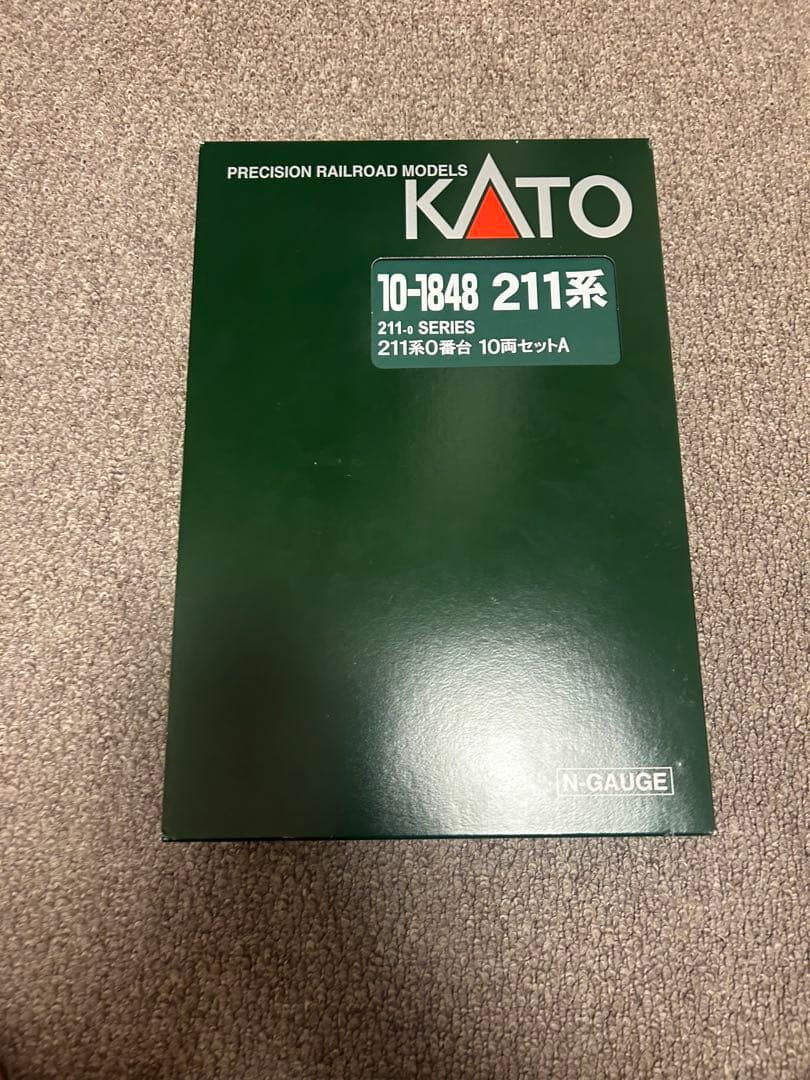 PRECISION RAILROAD MODELS
KATO
10-1848 211系
211-0 SERIES
211系0番台 10両セットA
N-GAUGE